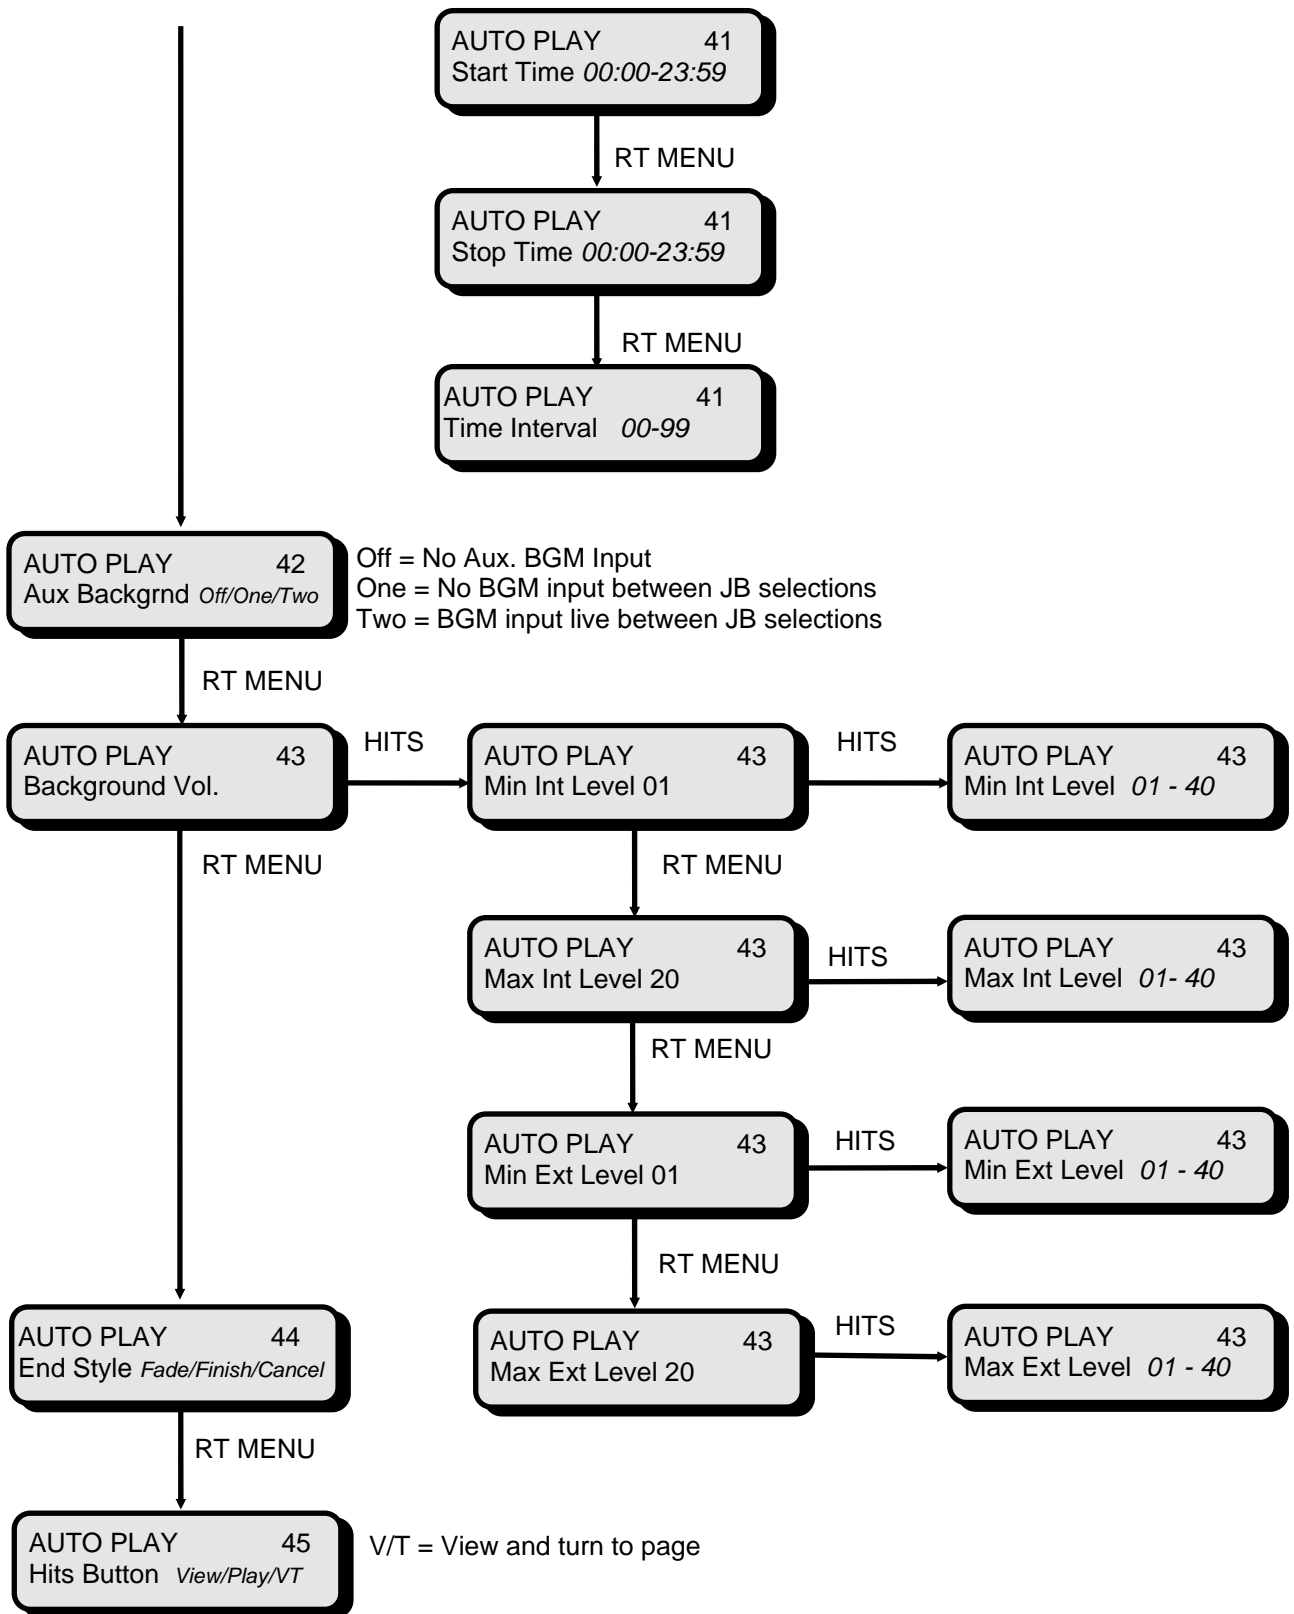 AUTO PLAY 41
Start Time 00:00-23:59
RT MENU
AUTO PLAY 41
Stop Time 00:00-23:59
RT MENU
AUTO PLAY 41
Time Interval 00-99
AUTO PLAY 42
Aux Backgrnd Off/One/Two
Off = No Aux. BGM Input
One = No BGM input between JB selections
Two = BGM input live between JB selections
RT MENU
AUTO PLAY 43
Background Vol.
HITS
AUTO PLAY 43
Min Int Level 01
HITS
AUTO PLAY 43
Min Int Level 01 - 40
RT MENU
RT MENU
AUTO PLAY 43
Max Int Level 20
HITS
AUTO PLAY 43
Max Int Level 01- 40
RT MENU
AUTO PLAY 43
Min Ext Level 01
HITS
AUTO PLAY 43
Min Ext Level 01 - 40
RT MENU
AUTO PLAY 44
End Style Fade/Finish/Cancel
AUTO PLAY 43
Max Ext Level 20
HITS
AUTO PLAY 43
Max Ext Level 01 - 40
RT MENU
AUTO PLAY 45
Hits Button View/Play/VT
V/T = View and turn to page